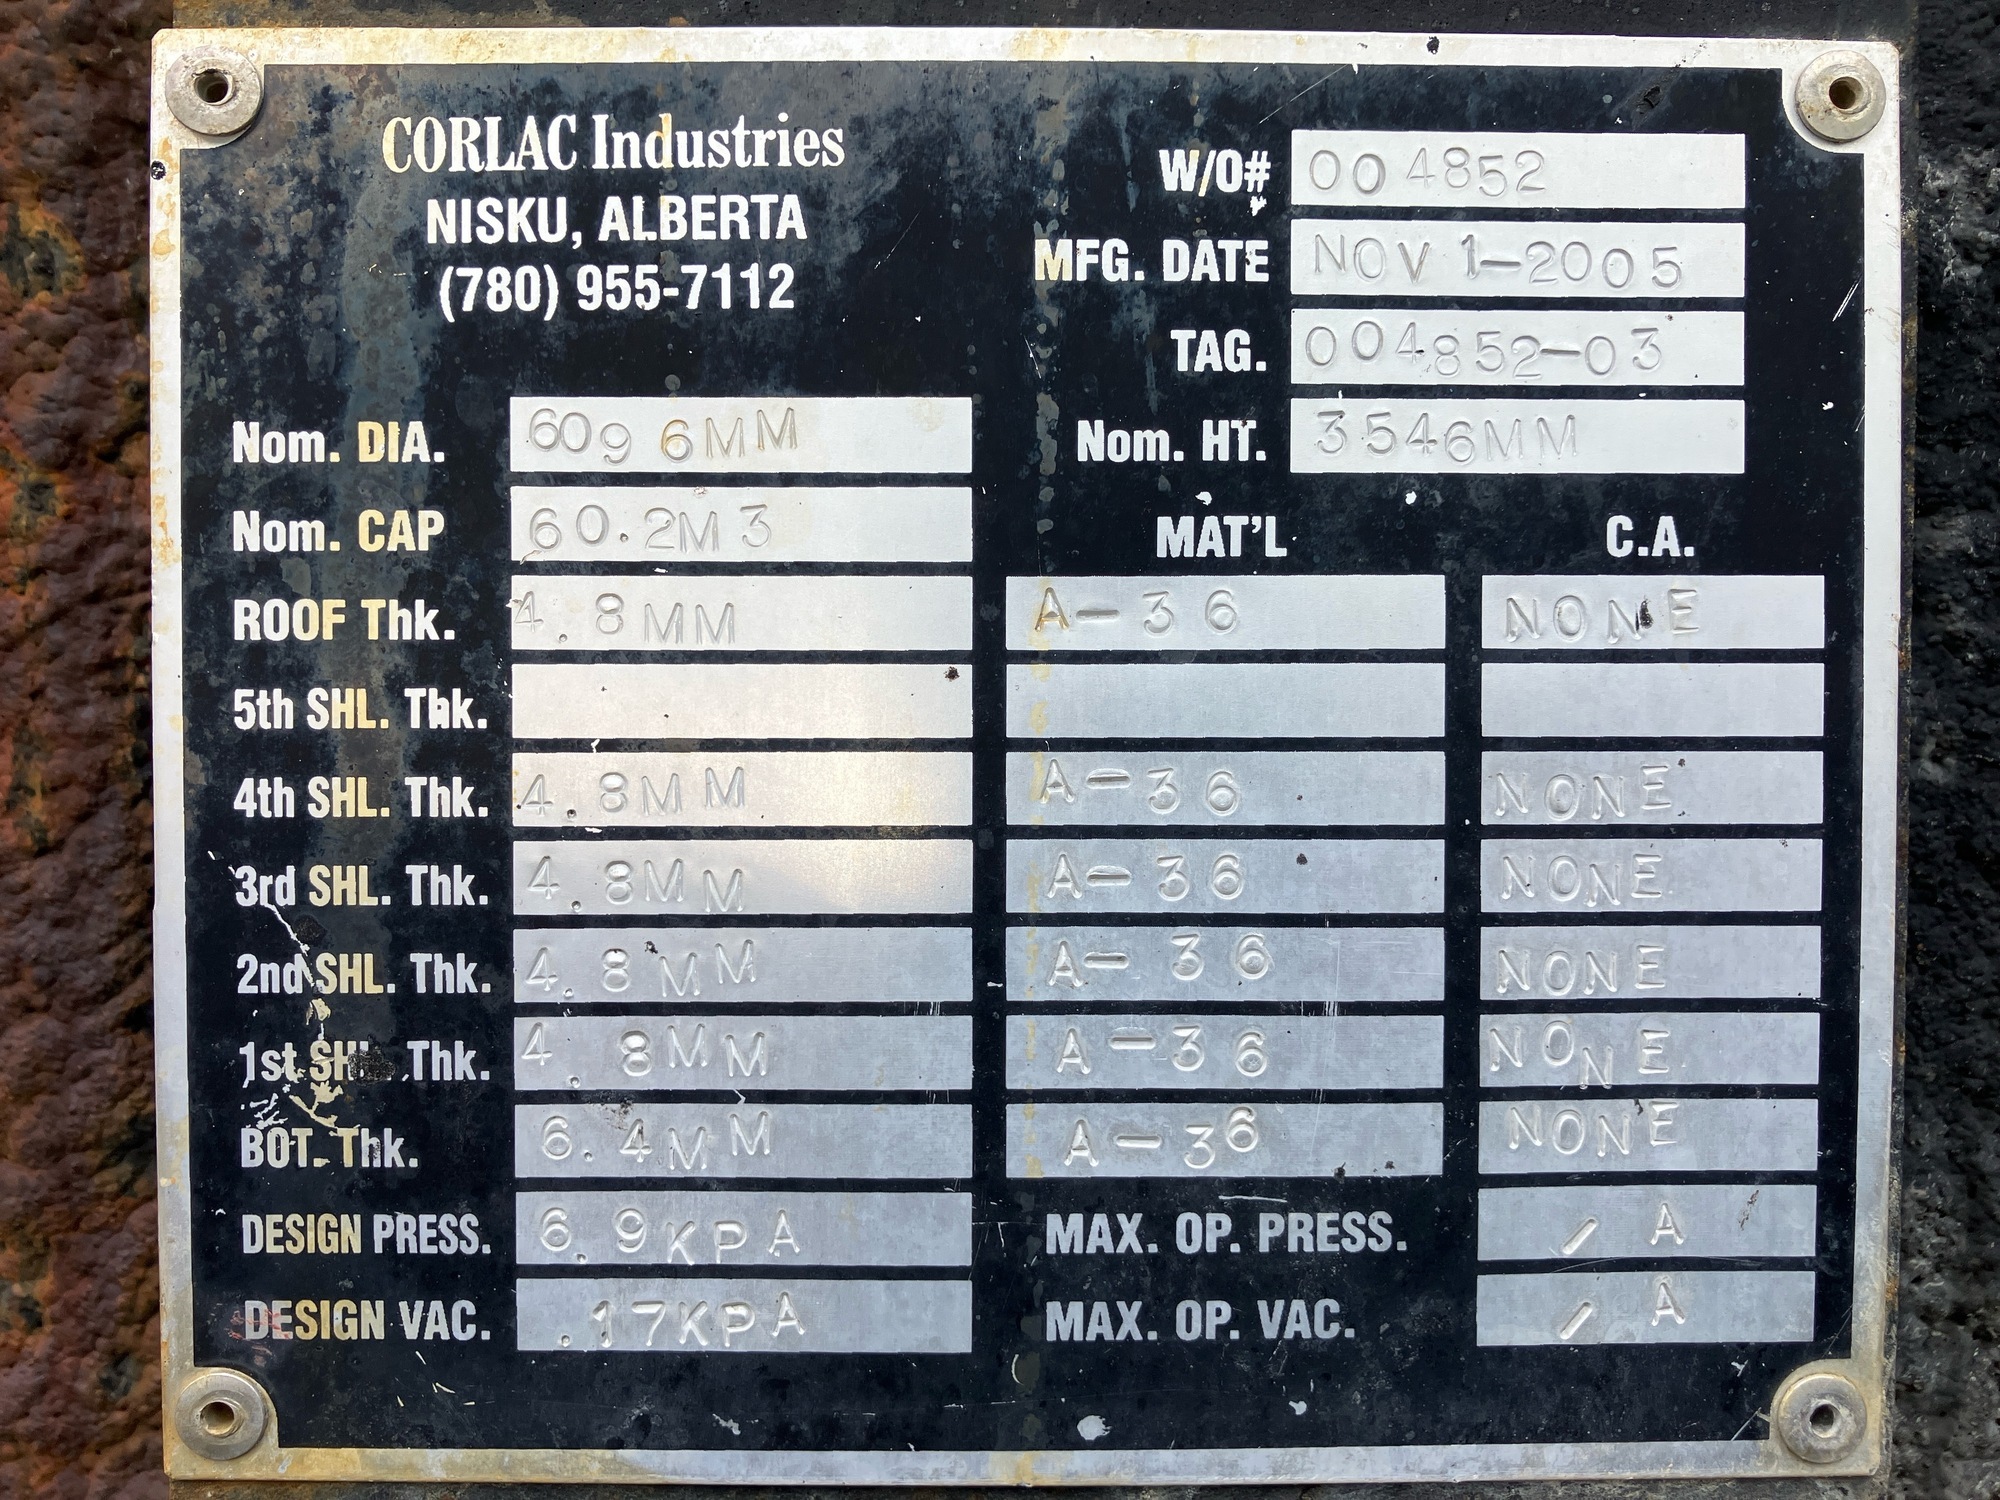 CORLAC Industries
NISKU, ALBERTA
(780) 955-7112
W/O# 004852
MFG. DATE NOV 1-2005
TAG. 004852-03
Nom. DIA. 6096MM Nom. HT. 3546MM
Nom. CAP 60.2M3 MAT'L C.A.
ROOF Thk. 4.8MM A-36 NONE
5th SHL. Thk.
4th SHL. Thk. 4.8MM A-36 NONE
3rd SHL. Thk. 4.8MM A-36 NONE
2nd SHL. Thk. 4.8MM A-36 NONE
1st SHL. Thk. 4.8MM A-36 NONE
BOT. Thk. 6.4MM A-36 NONE
DESIGN PRESS. 6.9KPA MAX. OP. PRESS. / A
DESIGN VAC. .17KPA MAX. OP. VAC. / A